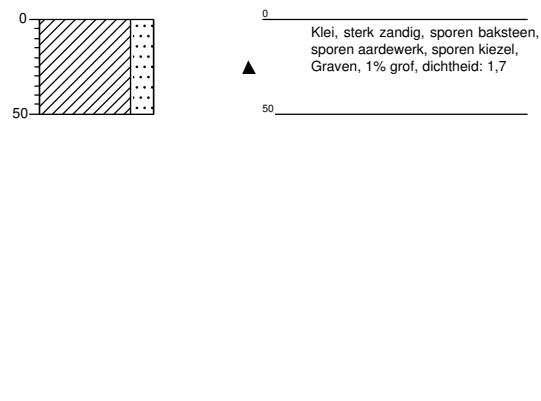 0
50
0
Klei, sterk zandig, sporen baksteen,
sporen aardewerk, sporen kiezel,
Graven, 1% grof, dichtheid: 1,7
50